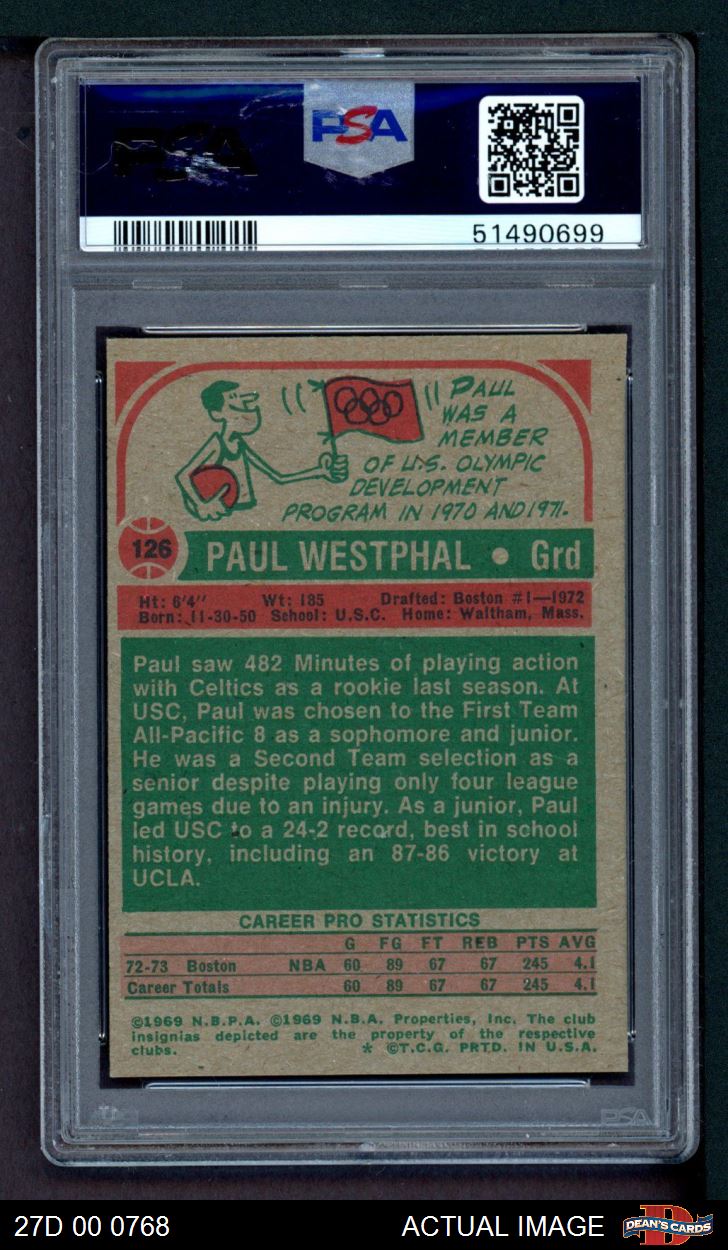 PSA
PSA
51490699
PAUL
WAS A
MEMBER
OF U.S. OLYMPIC
DEVELOPMENT
PROGRAM IN 1970 AND 1971.
126
PAUL WESTPHAL • Grd
Ht: 6'4" Wt: 185 Drafted: Boston #1—1972
Born: 11-30-50 School: U.S.C. Home: Waltham, Mass.
Paul saw 482 Minutes of playing action
with Celtics as a rookie last season. At
USC, Paul was chosen to the First Team
All-Pacific 8 as a sophomore and junior.
He was a Second Team selection as a
senior despite playing only four league
games due to an injury. As a junior, Paul
led USC to a 24-2 record, best in school
history, including an 87-86 victory at
UCLA.
CAREER PRO STATISTICS
G FG FT REB PTS AVG
72-73 Boston NBA 60 89 67 67 245 4.1
Career Totals 60 89 67 67 245 4.1
©1969 N.B.P.A. ©1969 N.B.A. Properties, Inc. The club
insignias depicted are the property of the respective
clubs. * ©T.C.G. PRTD. IN U.S.A.
PSA
27D 00 0768 ACTUAL IMAGE DEAN'S CARDS